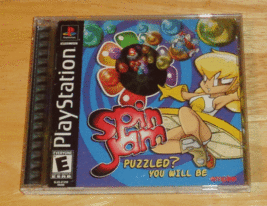 PlayStation
Spin
Jam
PUZZLED?
YOU WILL BE
E